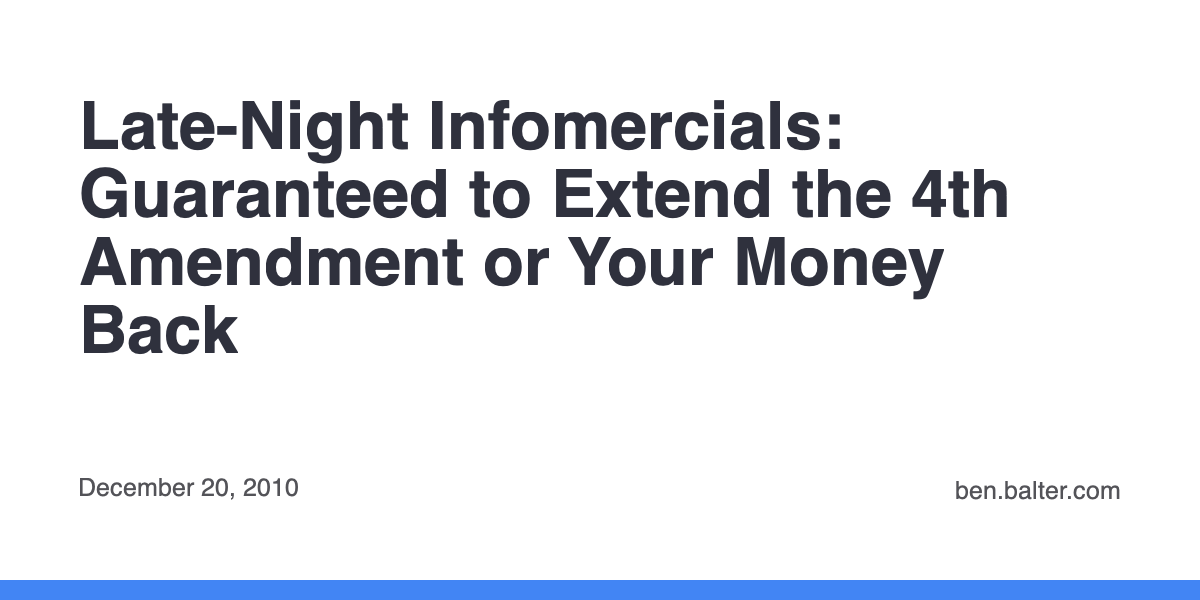 Late-Night Infomercials:
Guaranteed to Extend the 4th
Amendment or Your Money
Back
December 20, 2010
ben.balter.com